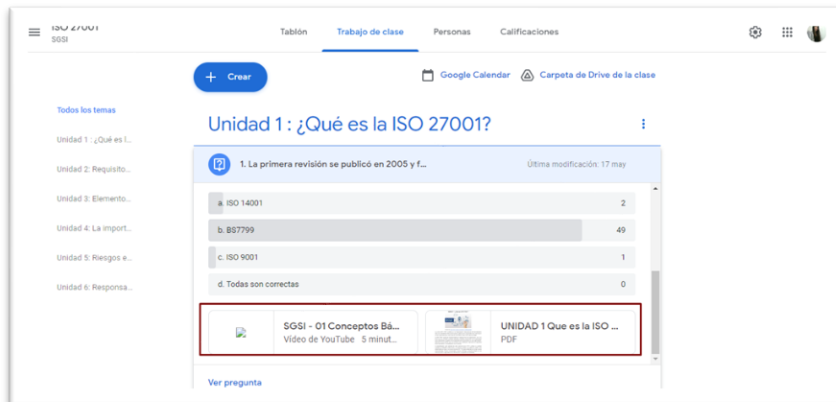 ISO 27001
SGSI
Tablón Trabajo de clase Personas Calificaciones
+ Crear
Google Calendar Carpeta de Drive de la clase
Todos los temas
Unidad 1 : ¿Qué es l...
Unidad 2: Requisito...
Unidad 3: Elemento...
Unidad 4: La import...
Unidad 5: Riesgos e...
Unidad 6: Responsa...
Unidad 1 : ¿Qué es la ISO 27001?
1. La primera revisión se publicó en 2005 y f... Última modificación: 17 may
a. ISO 14001 2
b. BS7799 49
c. ISO 9001 1
d. Todas son correctas 0
SGSI - 01 Conceptos Bá...
Vídeo de YouTube 5 minut...
UNIDAD 1 Que es la ISO ...
PDF
Ver pregunta